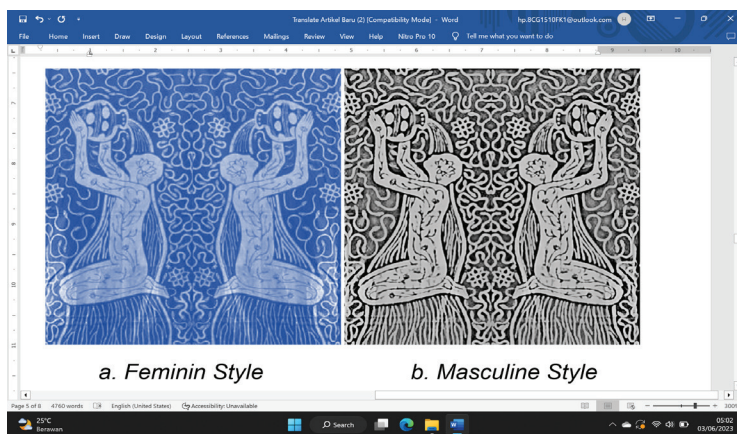 Translate Artikel Baru (2) [Compatibility Mode] - Word
hp.8CG1510FK1@outlook.com
File Home Insert Draw Design Layout References Mailings Review View Help Nitro Pro 10 Tell me what you want to do
a. Feminin Style
b. Masculine Style
Page 5 of 8 4760 words English (United States) Accessibility: Unavailable
300%
25°C
Berawan
Search
05:02
03/06/2023